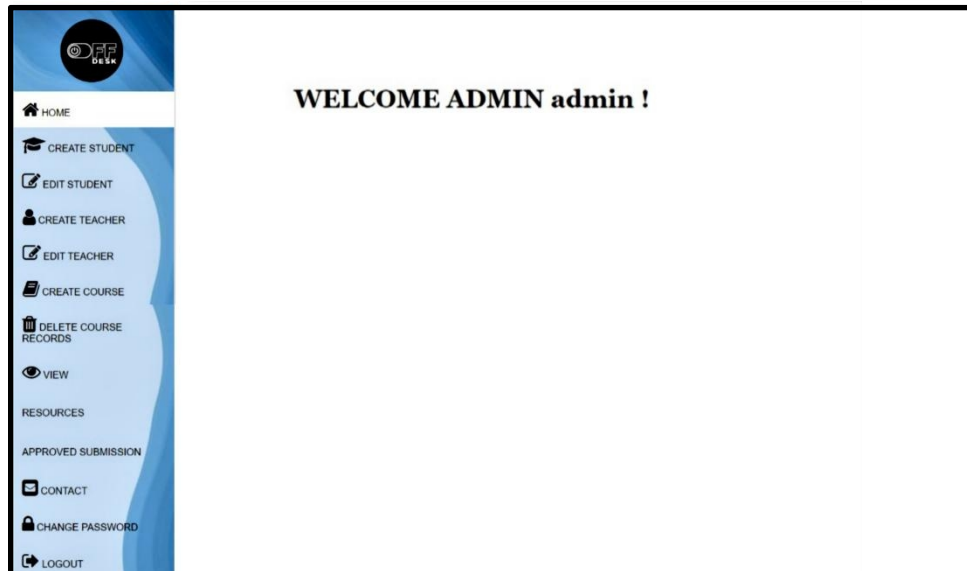 OFF
DESK
WELCOME ADMIN admin !
HOME
CREATE STUDENT
EDIT STUDENT
CREATE TEACHER
EDIT TEACHER
CREATE COURSE
DELETE COURSE
RECORDS
VIEW
RESOURCES
APPROVED SUBMISSION
CONTACT
CHANGE PASSWORD
LOGOUT